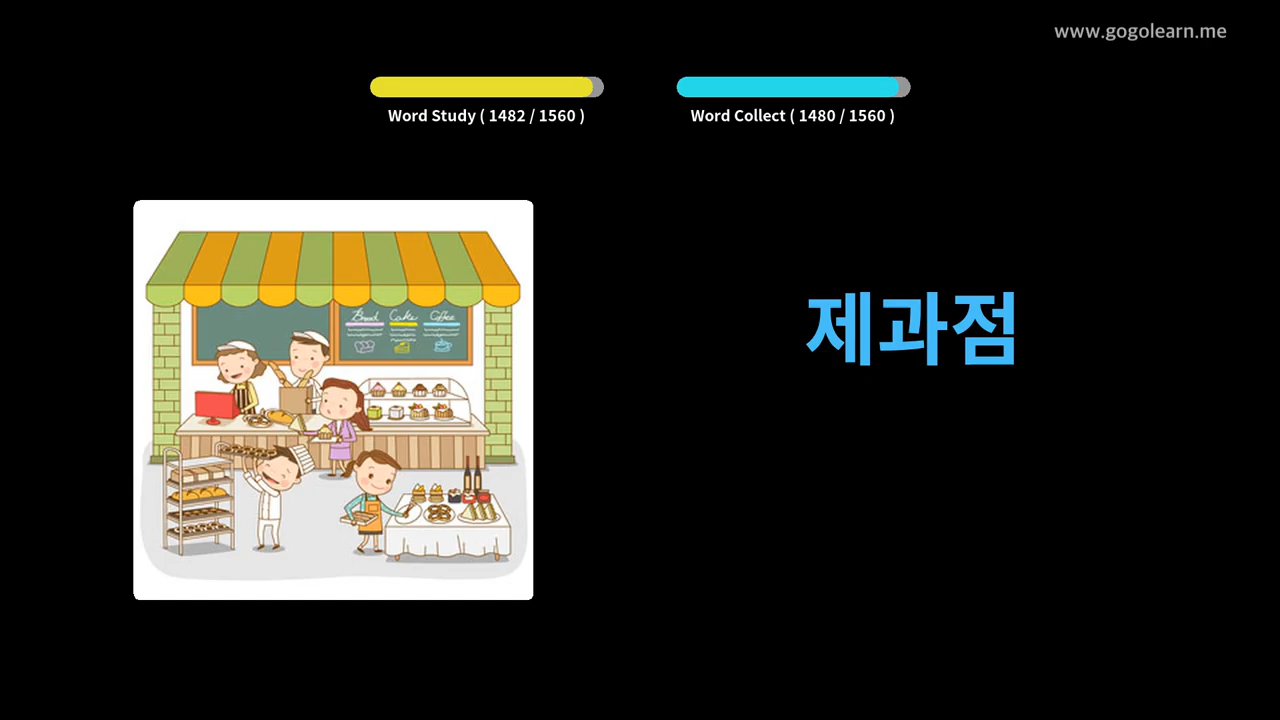 www.gogolearn.me
Word Study ( 1482 / 1560 )
Word Collect ( 1480 / 1560 )
Bread Cake Coffee
제과점